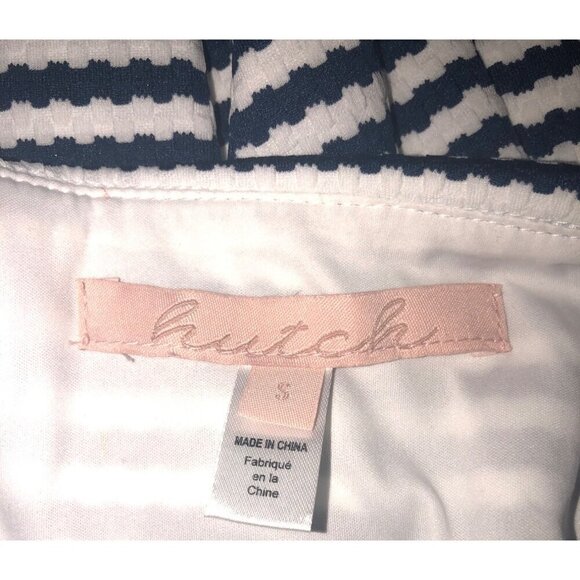 hutch
S
MADE IN CHINA
Fabriqué
en la
Chine